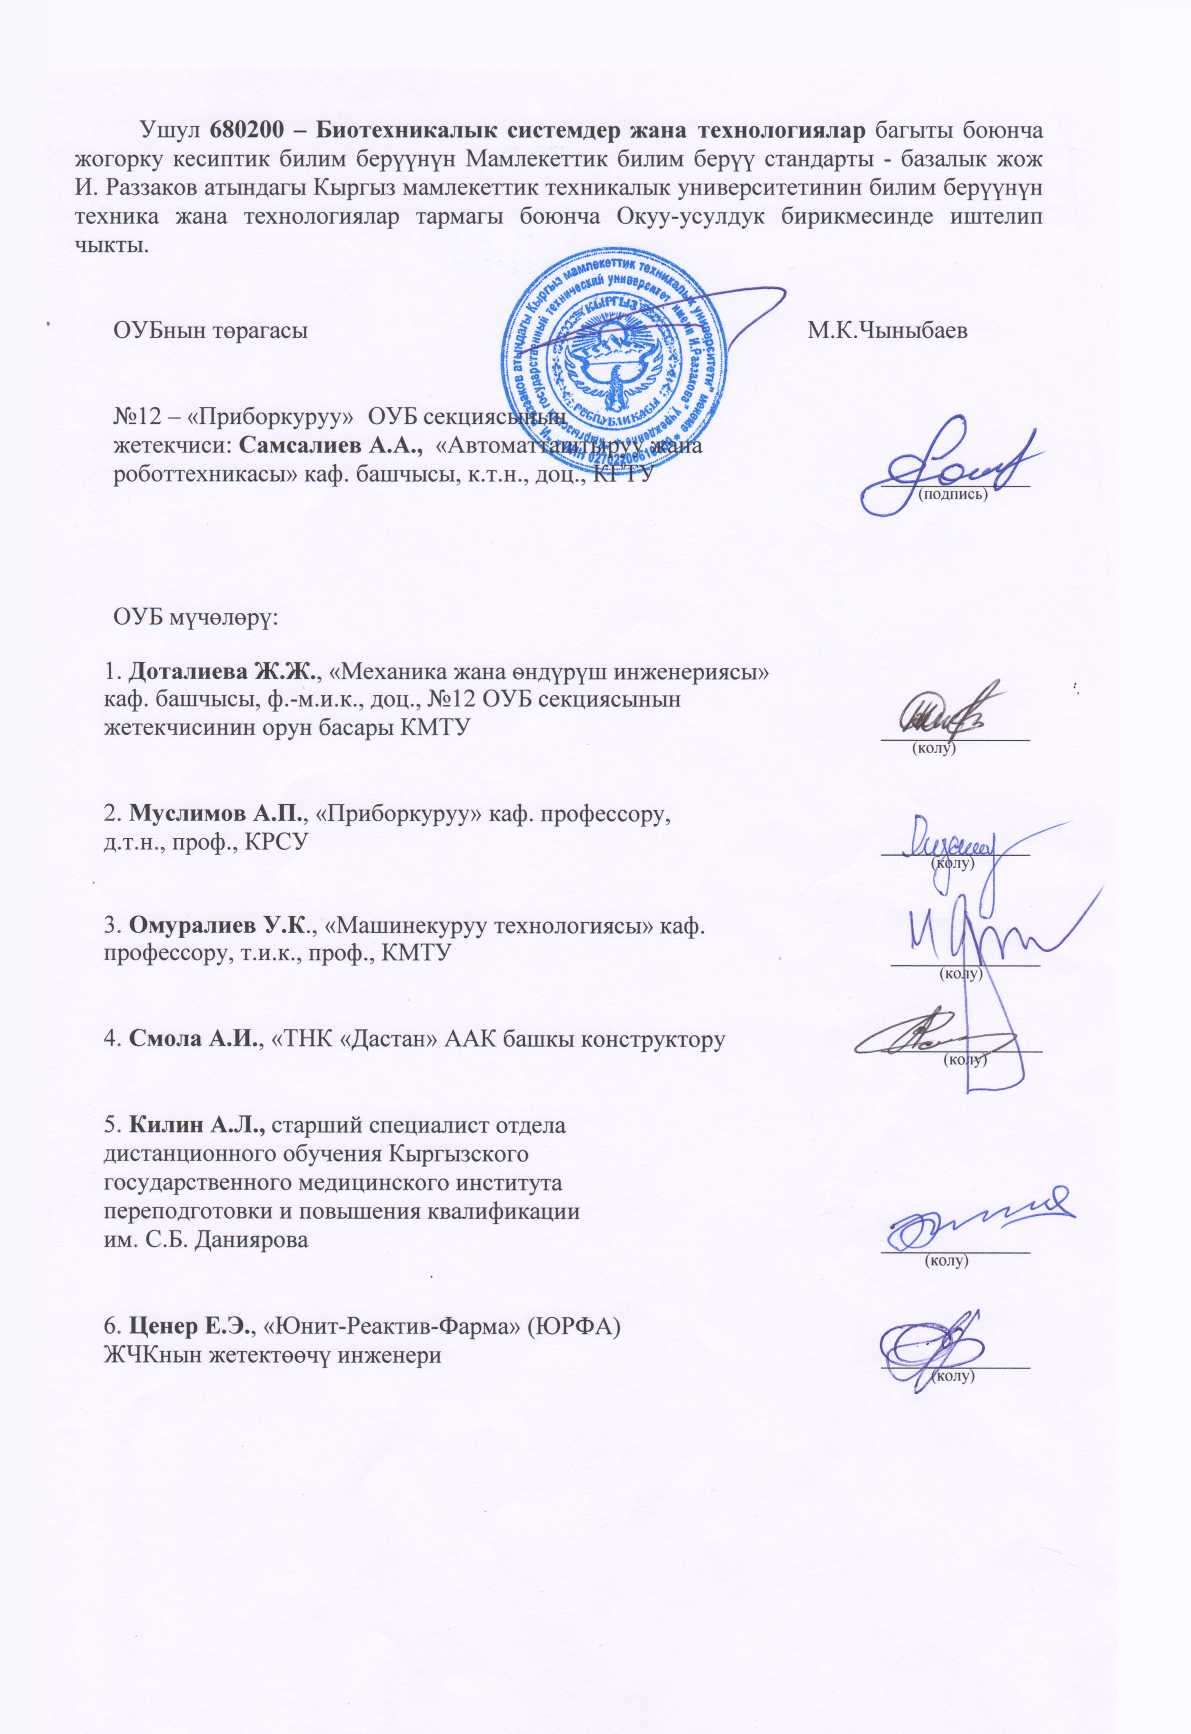 Ушул 680200 – Биотехникалык системдер жана технологиялар багыты боюнча
жогорку кесиптик билим берүүнүн Мамлекеттик билим берүү стандарты - базалык жож
И. Раззаков атындагы Кыргыз мамлекеттик техникалык университетинин билим берүүнүн
техника жана технологиялар тармагы боюнча Окуу-усулдук бирикмесинде иштелип
чыкты.
ОУБнын төрагасы М.К.Чыныбаев
КЫРГЫЗ
РЕСПУБЛИКАСЫ
№12 – «Приборкуруу» ОУБ секциясынын
жетекчиси: Самсалиев А.А., «Автоматташтыруу жана
роботтехникасы» каф. башчысы, к.т.н., доц., КГТУ
(подпись)
ОУБ мүчөлөрү:
1. Доталиева Ж.Ж., «Механика жана өндүрүш инженериясы»
каф. башчысы, ф.-м.и.к., доц., №12 ОУБ секциясынын
жетекчисинин орун басары КМТУ
(колу)
2. Муслимов А.П., «Приборкуруу» каф. профессору,
д.т.н., проф., КРСУ
(колу)
3. Омуралиев У.К., «Машинекуруу технологиясы» каф.
профессору, т.и.к., проф., КМТУ
(колу)
4. Смола А.И., «ТНК «Дастан» ААК башкы конструктору
(колу)
5. Килин А.Л., старший специалист отдела
дистанционного обучения Кыргызского
государственного медицинского института
переподготовки и повышения квалификации
им. С.Б. Даниярова
(колу)
6. Ценер Е.Э., «Юнит-Реактив-Фарма» (ЮРФА)
ЖЧКнын жетектөөчү инженери
(колу)